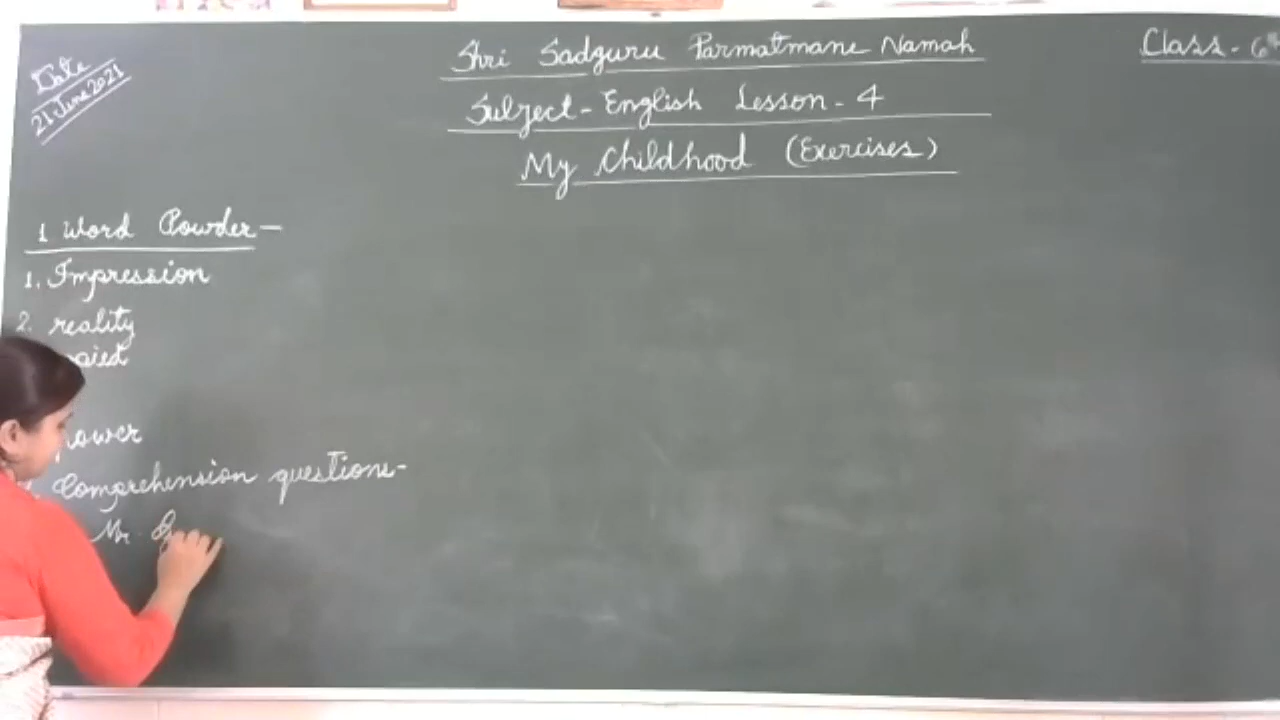 Date
21 June 2021
Shri Sadguru Parmatmane Namah
Class - 6th
Subject - English Lesson - 4
My Childhood (Exercises)
1 Word Powder -
1. Impression
2. reality
Comprehension questions -
Mr.